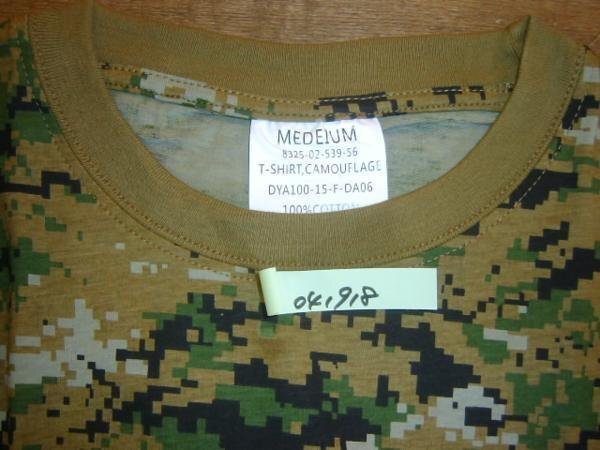 MEDEIUM
8325-02-539-56
T-SHIRT,CAMOUFLAGE
DYA100-15-F-DA06
100%COTTON
041918